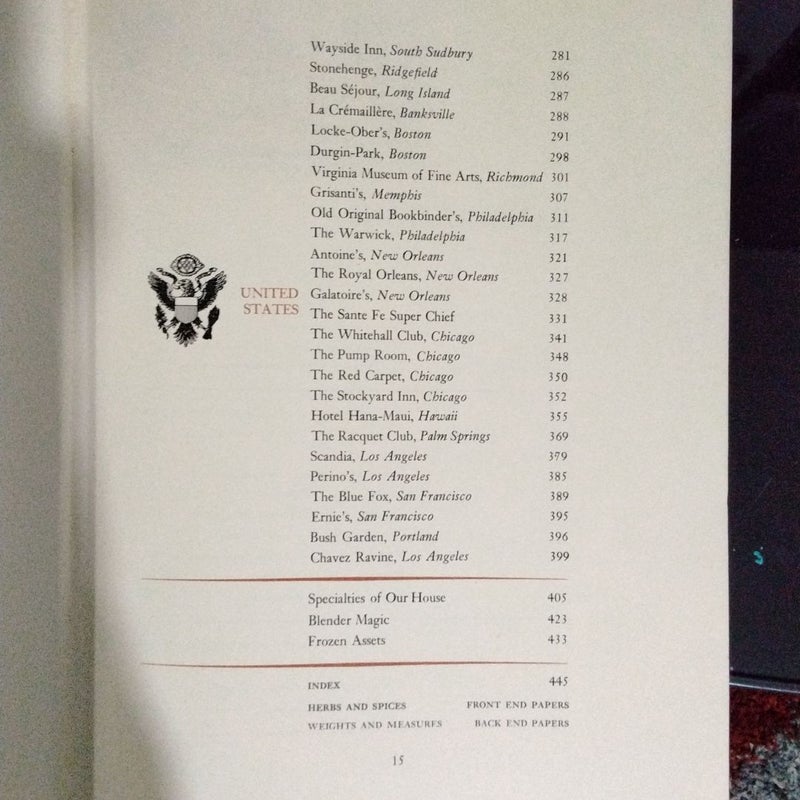 Wayside Inn, South Sudbury 281
Stonehenge, Ridgefield 286
Beau Séjour, Long Island 287
La Crémaillère, Banksville 288
Locke-Ober's, Boston 291
Durgin-Park, Boston 298
Virginia Museum of Fine Arts, Richmond 301
Grisanti's, Memphis 307
Old Original Bookbinder's, Philadelphia 311
The Warwick, Philadelphia 317
Antoine's, New Orleans 321
The Royal Orleans, New Orleans 327
UNITED
STATES
Galatoire's, New Orleans 328
The Sante Fe Super Chief 331
The Whitehall Club, Chicago 341
The Pump Room, Chicago 348
The Red Carpet, Chicago 350
The Stockyard Inn, Chicago 352
Hotel Hana-Maui, Hawaii 355
The Racquet Club, Palm Springs 369
Scandia, Los Angeles 379
Perino's, Los Angeles 385
The Blue Fox, San Francisco 389
Ernie's, San Francisco 395
Bush Garden, Portland 396
Chavez Ravine, Los Angeles 399
Specialties of Our House 405
Blender Magic 423
Frozen Assets 433
INDEX 445
HERBS AND SPICES FRONT END PAPERS
WEIGHTS AND MEASURES BACK END PAPERS
15